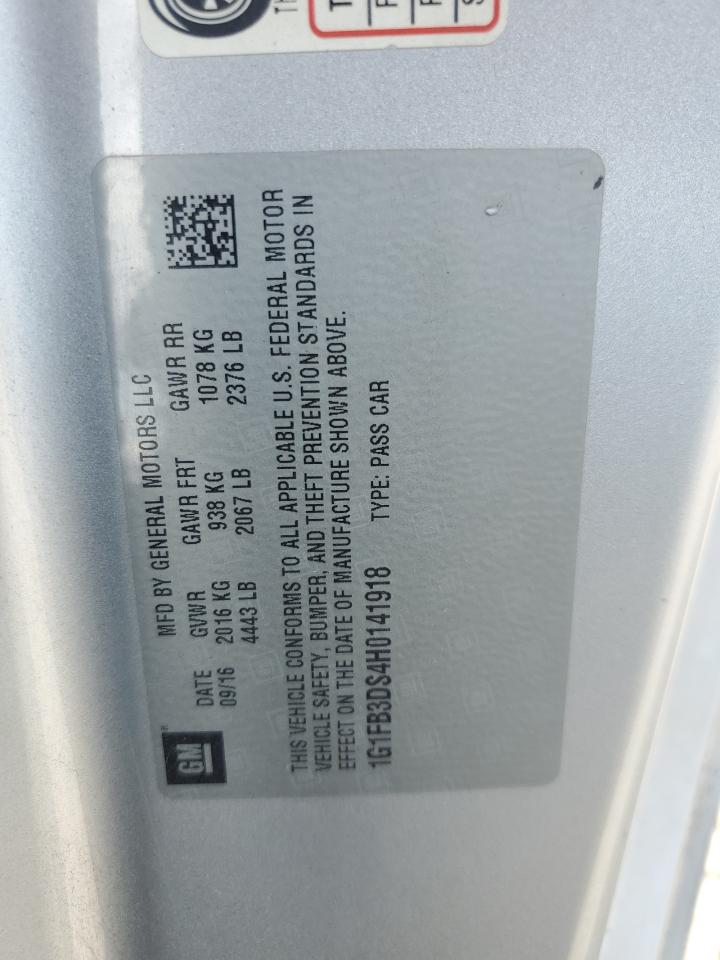 MFD BY GENERAL MOTORS LLC
DATE GVWR GAWR FRT GAWR RR
09/16 2016 KG 938 KG 1078 KG
4443 LB 2067 LB 2376 LB
GM
THIS VEHICLE CONFORMS TO ALL APPLICABLE U.S. FEDERAL MOTOR
VEHICLE SAFETY, BUMPER, AND THEFT PREVENTION STANDARDS IN
EFFECT ON THE DATE OF MANUFACTURE SHOWN ABOVE.
1G1FB3DS4H0141918 TYPE: PASS CAR